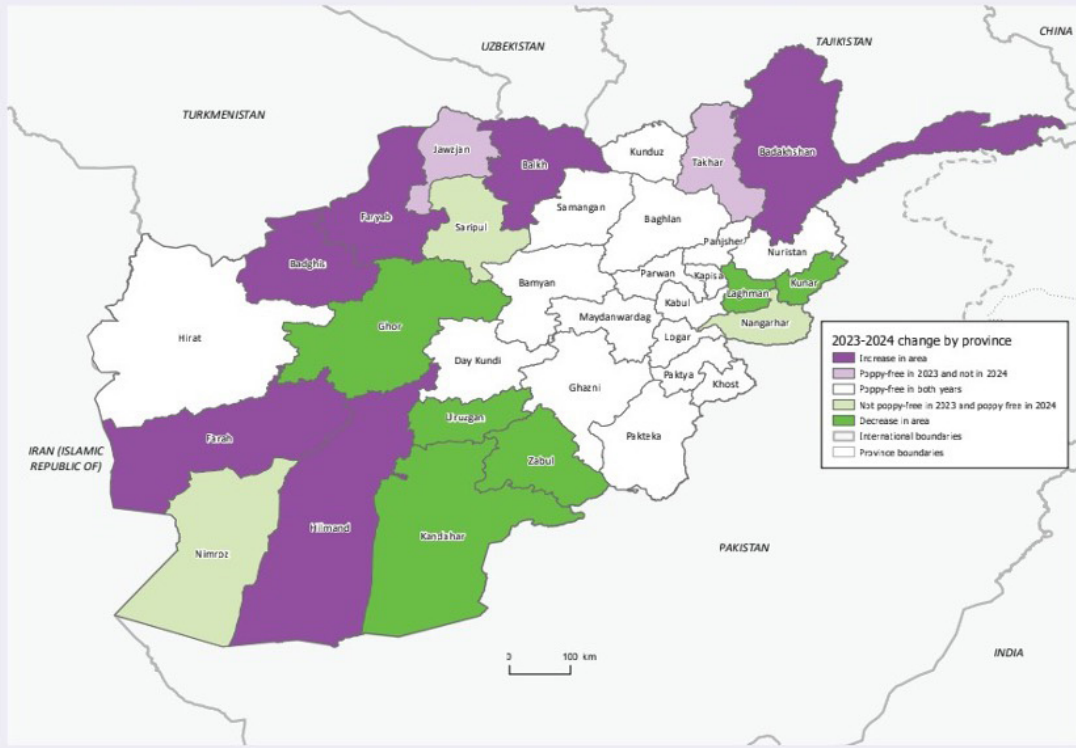 CHINA
UZBEKISTAN
TAJIKISTAN
TURKMENISTAN
Jawzjan
Balkh
Kunduz
Takhar
Badakhshan
Faryab
Saripul
Samangan
Baghlan
Panjsher
Nuristan
Badghis
Bamyan
Parwan
Kapisa
Laghman
Kunar
Kabul
Maydanwardag
Nangarhar
Hirat
Ghor
Logar
Day Kundi
Ghazni
Paktya
Khost
Uruzgan
Pakteka
Farah
IRAN (ISLAMIC
REPUBLIC OF)
Zabul
Hilmand
Kandahar
Nimroz
PAKISTAN
INDIA
2023-2024 change by province
Increase in area
Poppy-free in 2023 and not in 2024
Poppy-free in both years
Not poppy-free in 2023 and poppy free in 2024
Decrease in area
International boundaries
Province boundaries
0 100 km